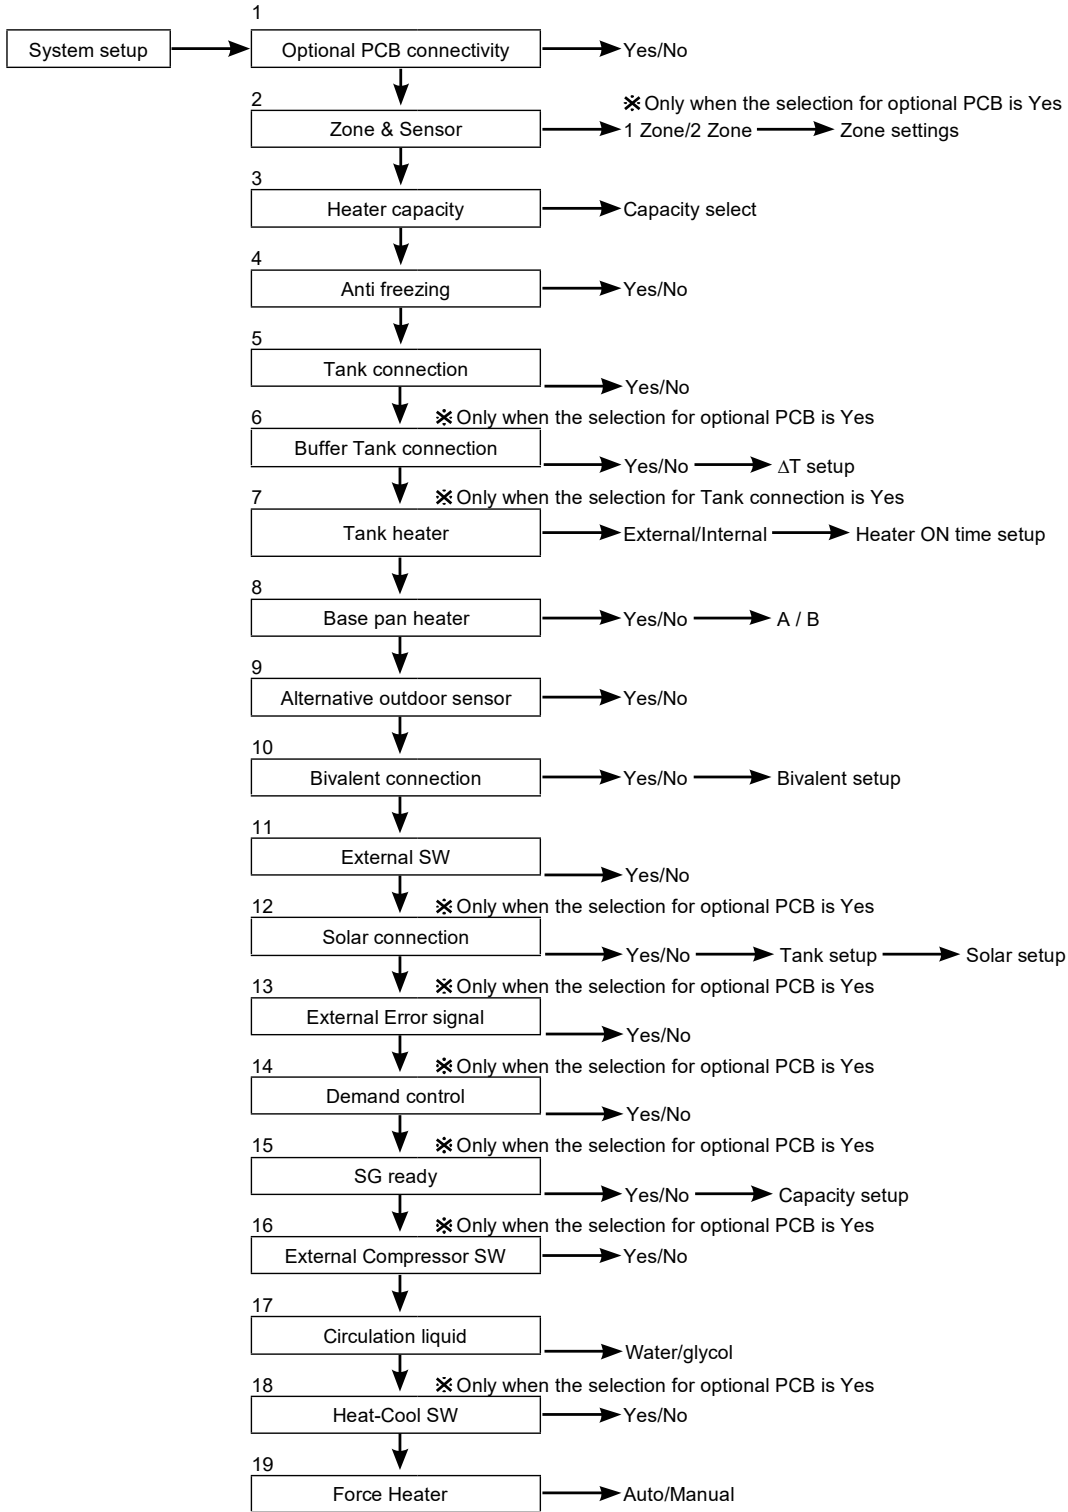 1
System setup Optional PCB connectivity Yes/No
2 ※ Only when the selection for optional PCB is Yes
Zone & Sensor 1 Zone/2 Zone Zone settings
3
Heater capacity Capacity select
4
Anti freezing Yes/No
5
Tank connection Yes/No
6 ※ Only when the selection for optional PCB is Yes
Buffer Tank connection Yes/No ΔT setup
7 ※ Only when the selection for Tank connection is Yes
Tank heater External/Internal Heater ON time setup
8
Base pan heater Yes/No A / B
9
Alternative outdoor sensor Yes/No
10
Bivalent connection Yes/No Bivalent setup
11
External SW Yes/No
12 ※ Only when the selection for optional PCB is Yes
Solar connection Yes/No Tank setup Solar setup
13 ※ Only when the selection for optional PCB is Yes
External Error signal Yes/No
14 ※ Only when the selection for optional PCB is Yes
Demand control Yes/No
15 ※ Only when the selection for optional PCB is Yes
SG ready Yes/No Capacity setup
16 ※ Only when the selection for optional PCB is Yes
External Compressor SW Yes/No
17
Circulation liquid Water/glycol
18 ※ Only when the selection for optional PCB is Yes
Heat-Cool SW Yes/No
19
Force Heater Auto/Manual